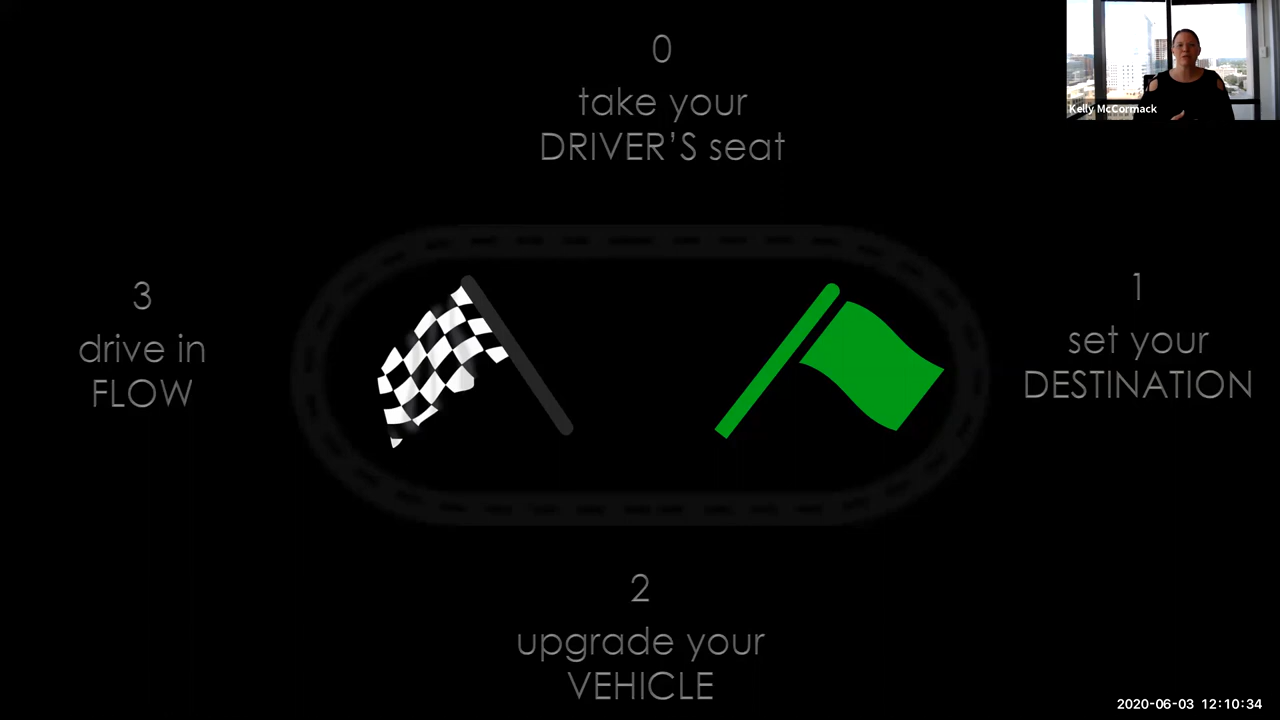 0
take your
DRIVER'S seat
Kelly McCormack
3
drive in
FLOW
1
set your
DESTINATION
2
upgrade your
VEHICLE
2020-06-03 12:10:34